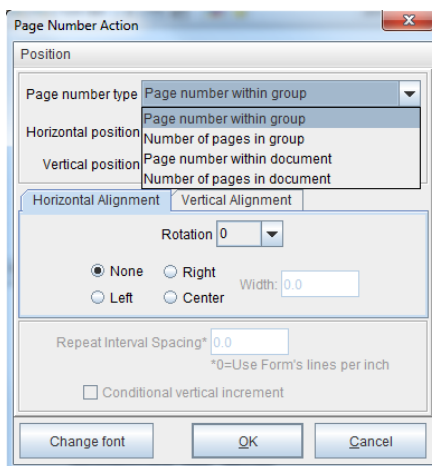 Page Number Action
Position
Page number type Page number within group
Page number within group
Horizontal position Number of pages in group
Page number within document
Vertical position Number of pages in document
Horizontal Alignment Vertical Alignment
Rotation 0
None Right
Width: 0.0
Left Center
Repeat Interval Spacing* 0.0
*0=Use Form's lines per inch
Conditional vertical increment
Change font OK Cancel